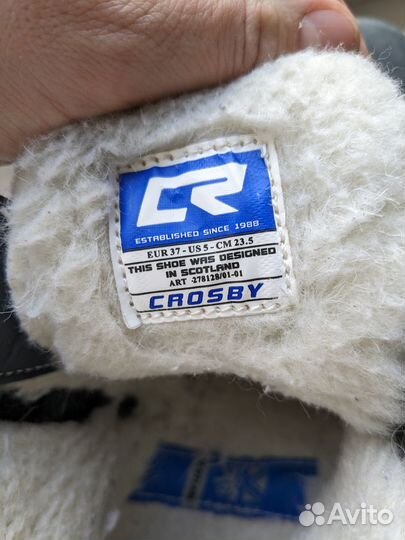 CR
ESTABLISHED SINCE 1988
EUR 37 - US 5 - CM 23.5
THIS SHOE WAS DESIGNED
IN SCOTLAND
ART -278128/01-01
CROSBY
Avito